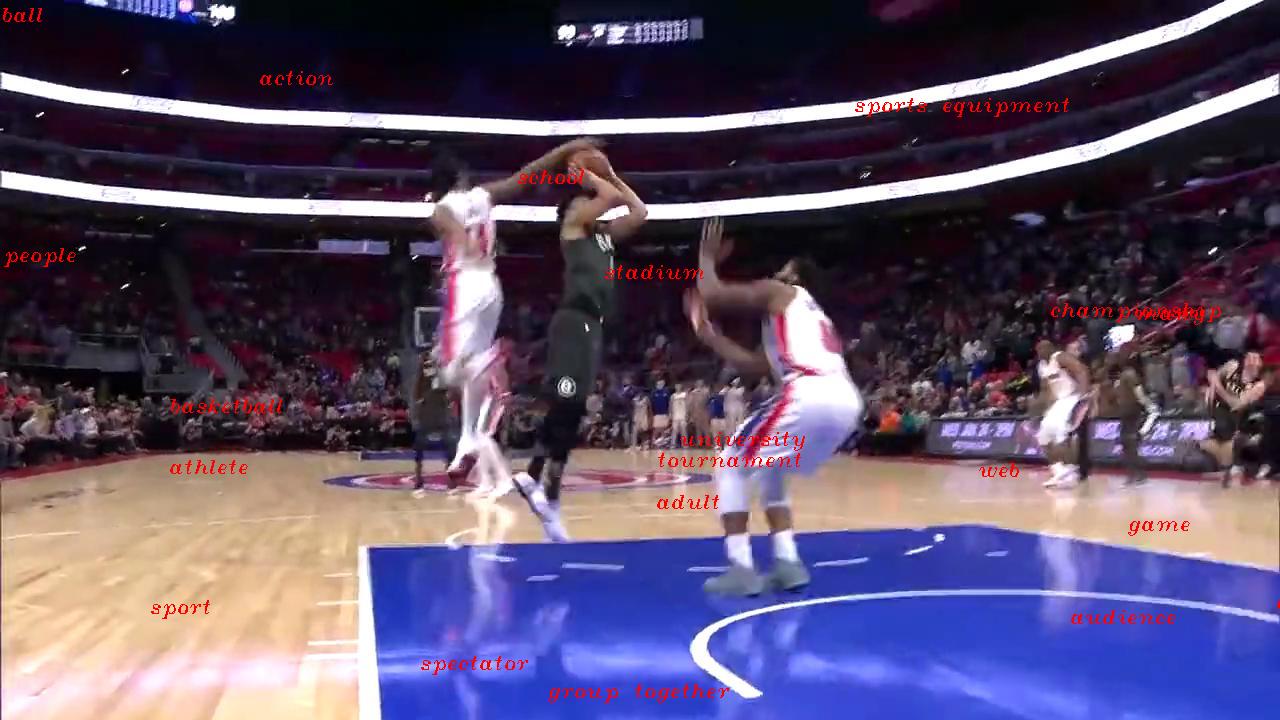 ball
action
sports equipment
school
people
stadium
championship
basketball
university
tournament
athlete
web
adult
game
sport
audience
spectator
group together